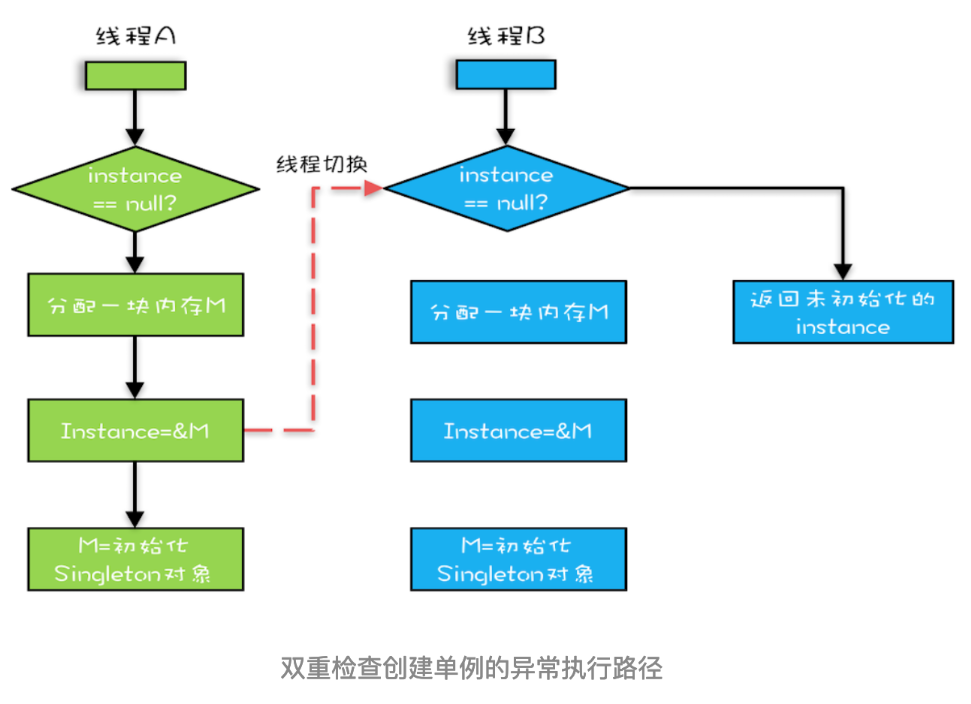 线程A
线程B
线程切换
instance
== null?
instance
== null?
分配一块内存M
分配一块内存M
返回未初始化的
instance
Instance=&M
Instance=&M
M=初始化
Singleton对象
M=初始化
Singleton对象
双重检查创建单例的异常执行路径